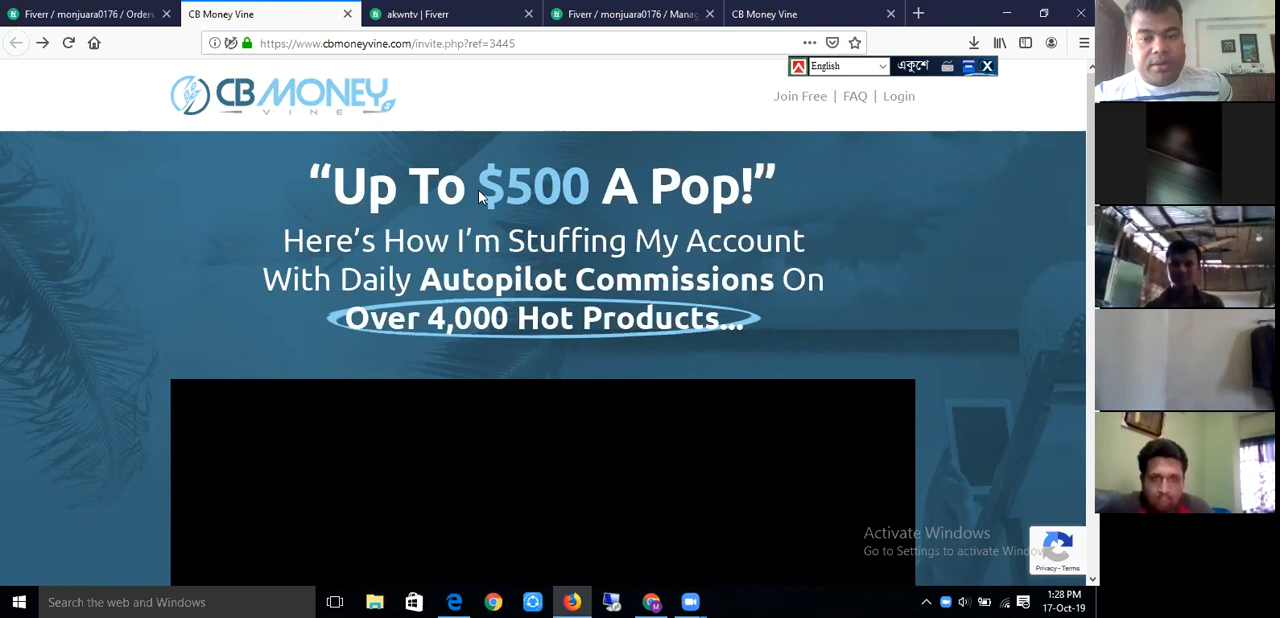 Fiverr / monjuara0176 / Orders
CB Money Vine
akwntv | Fiverr
Fiverr / monjuara0176 / Manag
CB Money Vine
https://www.cbmoneyvine.com/invite.php?ref=3445
English
একুশে
CB MONEY
VINE
Join Free | FAQ | Login
“Up To $500 A Pop!”
Here’s How I’m Stuffing My Account
With Daily Autopilot Commissions On
Over 4,000 Hot Products...
Activate Windows
Go to Settings to activate Windows
Privacy - Terms
Search the web and Windows
1:28 PM
17-Oct-19